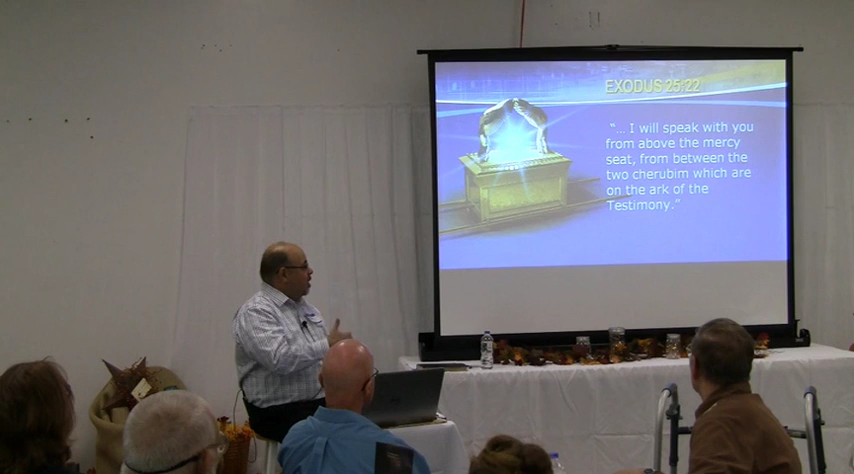 EXODUS 25:22
“... I will speak with you
from above the mercy
seat, from between the
two cherubim which are
on the ark of the
Testimony.”